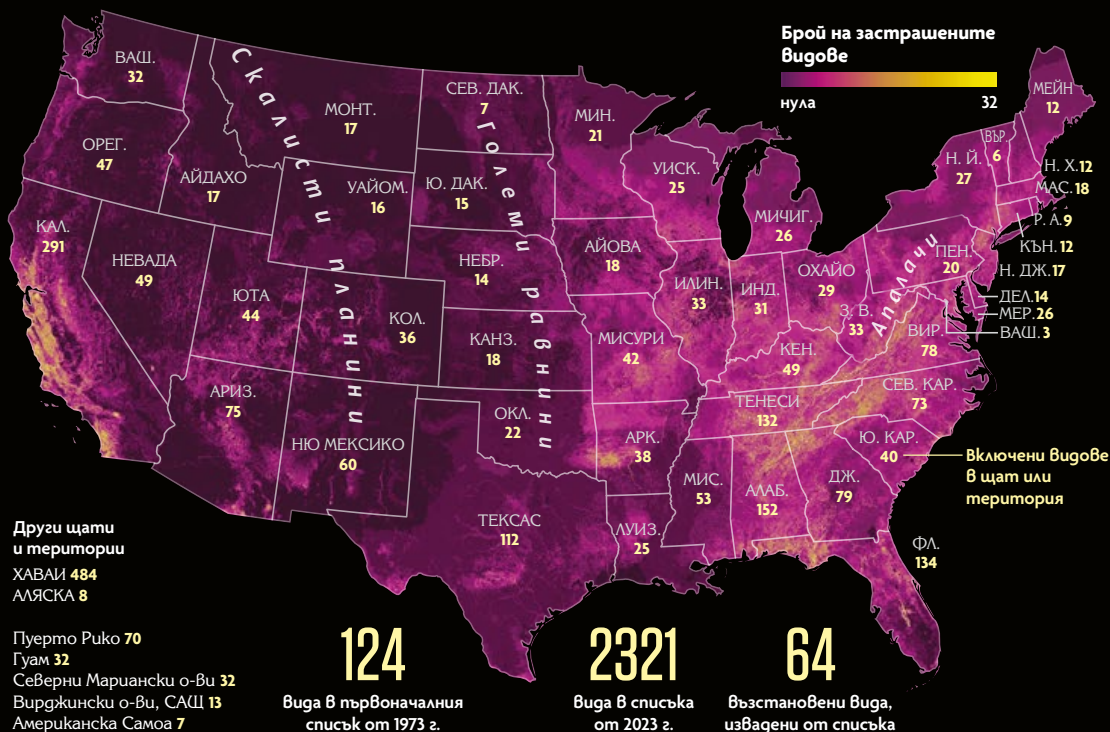 Брой на застрашените
видове
нула 32
ВАШ.
32
ОРЕГ.
47
КАЛ.
291
НЕВАДА
49
АЙДАХО
17
МОНТ.
17
УАЙОМ.
16
ЮТА
44
КОЛ.
36
АРИЗ.
75
НЮ МЕКСИКО
60
Скалисти планини
СЕВ. ДАК.
7
Ю. ДАК.
15
НЕБР.
14
КАНЗ.
18
ОКЛ.
22
ТЕКСАС
112
Големи равнини
МИН.
21
АЙОВА
18
МИСУРИ
42
АРК.
38
ЛУИЗ.
25
УИСК.
25
ИЛИН.
33
МИЧИГ.
26
ИНД.
31
ОХАЙО
29
КЕН.
49
ТЕНЕСИ
132
МИС.
53
АЛАБ.
152
ДЖ.
79
ФЛ.
134
Ю. КАР.
40
СЕВ. КАР.
73
ВИР.
78
З. В.
33
Апалачи
ПЕН.
20
Н. Й.
27
ВЪР.
6
МЕЙН
12
Н. Х. 12
МАС. 18
Р. А. 9
КЪН. 12
Н. ДЖ. 17
ДЕЛ. 14
МЕР. 26
ВАШ. 3
Включени видове
в щат или
територия
Други щати
и територии
ХАВАИ 484
АЛЯСКА 8
Пуерто Рико 70
Гуам 32
Северни Мариански о-ви 32
Вирджински о-ви, САЩ 13
Американска Самоа 7
124
вида в първоначалния
списък от 1973 г.
2321
вида в списъка
от 2023 г.
64
възстановени вида,
извадени от списъка